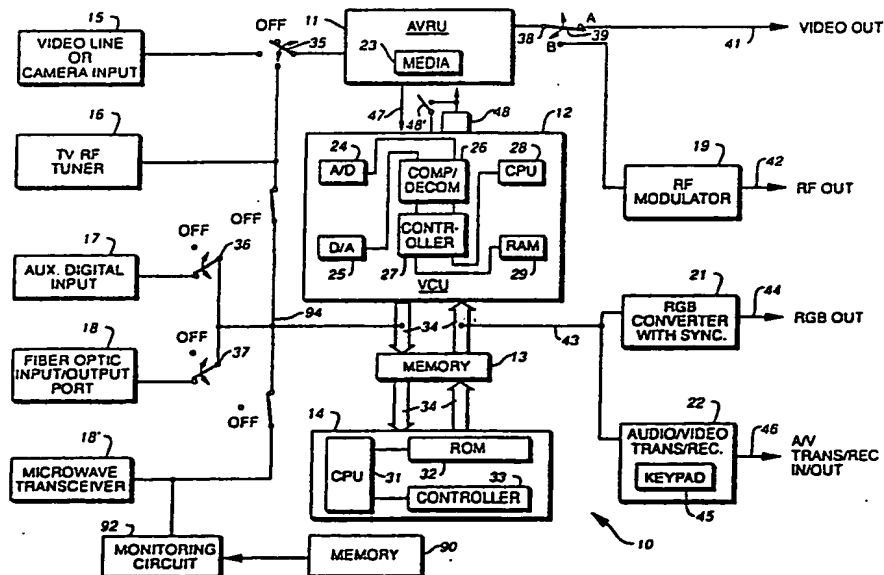 15
VIDEO LINE
OR
CAMERA INPUT
OFF
35
11
AVRU
23
MEDIA
38
A
B
39
41
VIDEO OUT
16
TV RF
TUNER
47
48'
48
12
24
A/D
26
COMP/
DECOM
28
CPU
19
RF
MODULATOR
42
RF OUT
OFF
17
AUX. DIGITAL
INPUT
OFF
36
D/A
25
CONTR-
OLLER
27
RAM
29
VCU
21
RGB
CONVERTER
WITH SYNC.
44
RGB OUT
18
FIBER OPTIC
INPUT/OUTPUT
PORT
OFF
37
94
34
43
MEMORY
13
34
OFF
14
CPU
31
ROM
32
33
CONTROLLER
22
AUDIO/VIDEO
TRANS/REC.
KEYPAD
45
46
A/V
TRANS/REC
IN/OUT
18'
MICROWAVE
TRANSCEIVER
92
MONITORING
CIRCUIT
MEMORY
90
10